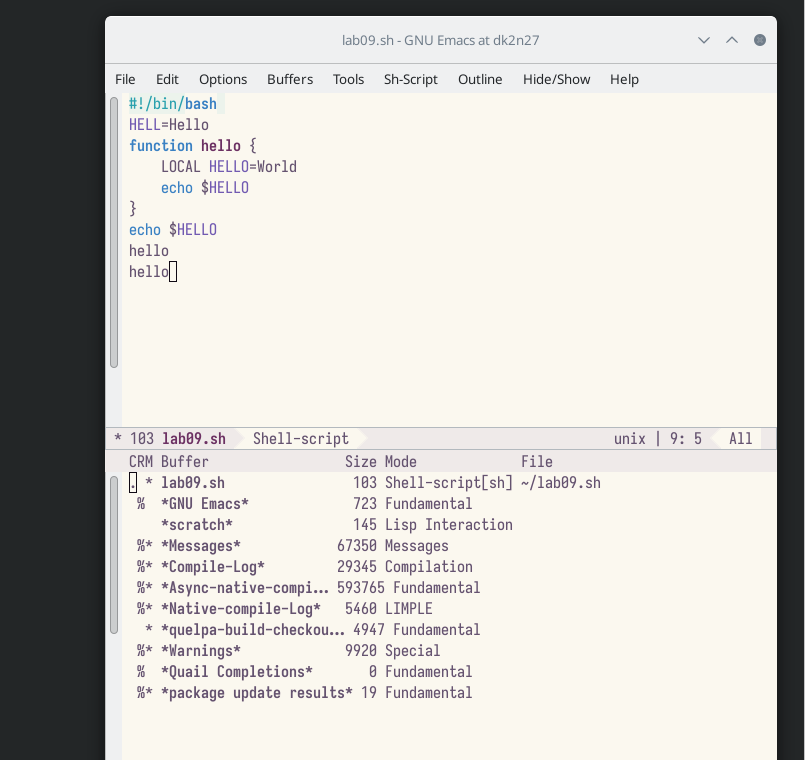 lab09.sh - GNU Emacs at dk2n27
File Edit Options Buffers Tools Sh-Script Outline Hide/Show Help
#!/bin/bash
HELL=Hello
function hello {
    LOCAL HELLO=World
    echo $HELLO
}
echo $HELLO
hello
hello
* 103 lab09.sh Shell-script unix | 9: 5 All
CRM Buffer Size Mode File
. * lab09.sh 103 Shell-script[sh] ~/lab09.sh
% *GNU Emacs* 723 Fundamental
*scratch* 145 Lisp Interaction
%* *Messages* 67350 Messages
%* *Compile-Log* 29345 Compilation
%* *Async-native-compi... 593765 Fundamental
%* *Native-compile-Log* 5460 LIMPLE
* *quelpa-build-checkou... 4947 Fundamental
%* *Warnings* 9920 Special
% *Quail Completions* 0 Fundamental
%* *package update results* 19 Fundamental